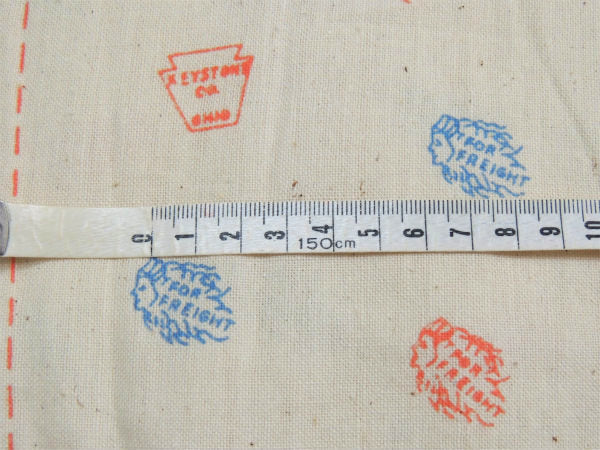 KEYSTONE
CO.
OHIO
FOR
FREIGHT
0 1 2 3 4 5 6 7 8 9 10
150cm
FOR
FREIGHT
FOR
FREIGHT